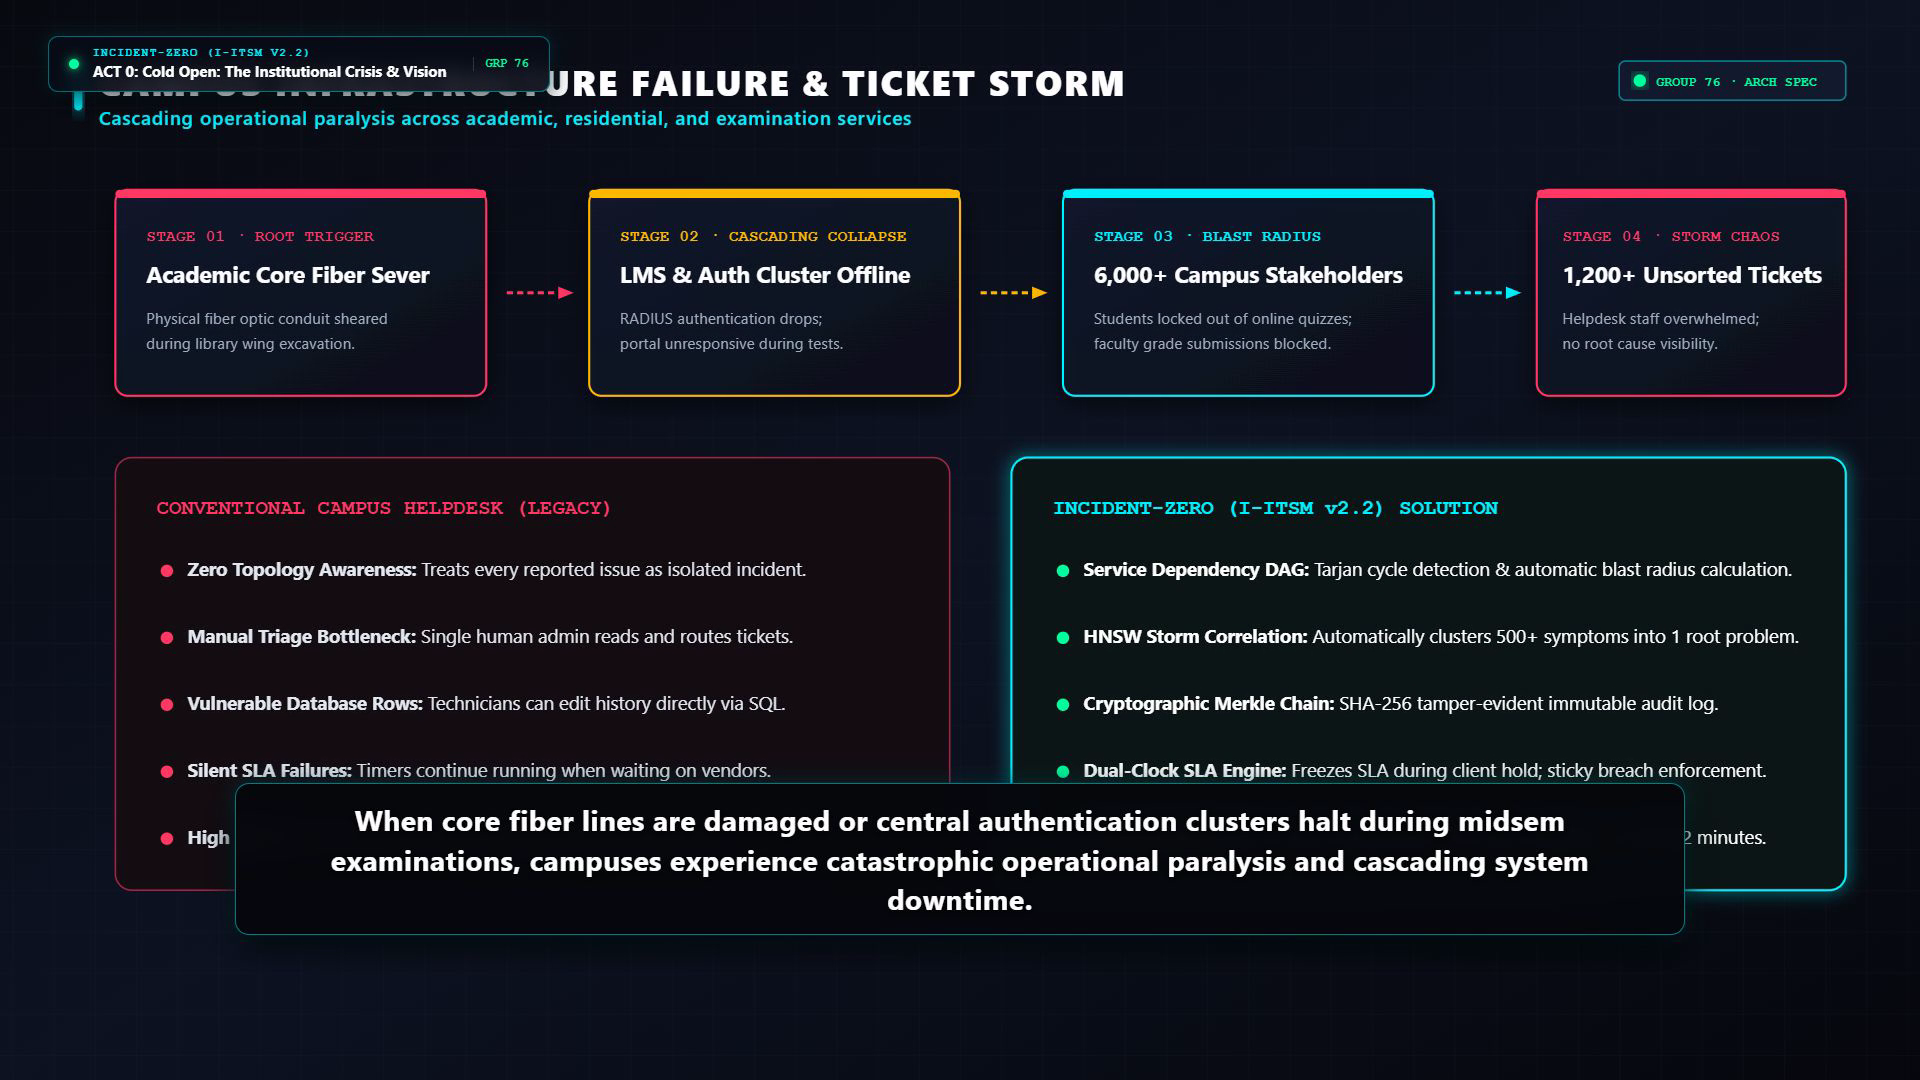 INCIDENT-ZERO (I-ITSM V2.2)
ACT 0: Cold Open: The Institutional Crisis & Vision
GRP 76
CAMPUS INFRASTRUCTURE FAILURE & TICKET STORM
Cascading operational paralysis across academic, residential, and examination services
GROUP 76 · ARCH SPEC
STAGE 01 · ROOT TRIGGER
Academic Core Fiber Sever
Physical fiber optic conduit sheared
during library wing excavation.
STAGE 02 · CASCADING COLLAPSE
LMS & Auth Cluster Offline
RADIUS authentication drops;
portal unresponsive during tests.
STAGE 03 · BLAST RADIUS
6,000+ Campus Stakeholders
Students locked out of online quizzes;
faculty grade submissions blocked.
STAGE 04 · STORM CHAOS
1,200+ Unsorted Tickets
Helpdesk staff overwhelmed;
no root cause visibility.
CONVENTIONAL CAMPUS HELPDESK (LEGACY)
Zero Topology Awareness: Treats every reported issue as isolated incident.
Manual Triage Bottleneck: Single human admin reads and routes tickets.
Vulnerable Database Rows: Technicians can edit history directly via SQL.
Silent SLA Failures: Timers continue running when waiting on vendors.
High
INCIDENT-ZERO (I-ITSM v2.2) SOLUTION
Service Dependency DAG: Tarjan cycle detection & automatic blast radius calculation.
HNSW Storm Correlation: Automatically clusters 500+ symptoms into 1 root problem.
Cryptographic Merkle Chain: SHA-256 tamper-evident immutable audit log.
Dual-Clock SLA Engine: Freezes SLA during client hold; sticky breach enforcement.
2 minutes.
When core fiber lines are damaged or central authentication clusters halt during midsem
examinations, campuses experience catastrophic operational paralysis and cascading system
downtime.